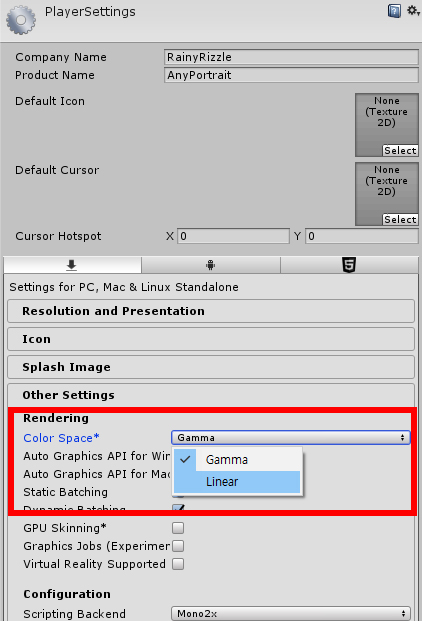 PlayerSettings
Company Name RainyRizzle
Product Name AnyPortrait
Default Icon None (Texture 2D)
Select
Default Cursor None (Texture 2D)
Select
Cursor Hotspot X 0 Y 0
Settings for PC, Mac & Linux Standalone
Resolution and Presentation
Icon
Splash Image
Other Settings
Rendering
Color Space* Gamma
Auto Graphics API for Win
Gamma
Auto Graphics API for Mac
Linear
Static Batching
Dynamic Batching
GPU Skinning*
Graphics Jobs (Experimen
Virtual Reality Supported
Configuration
Scripting Backend Mono2x